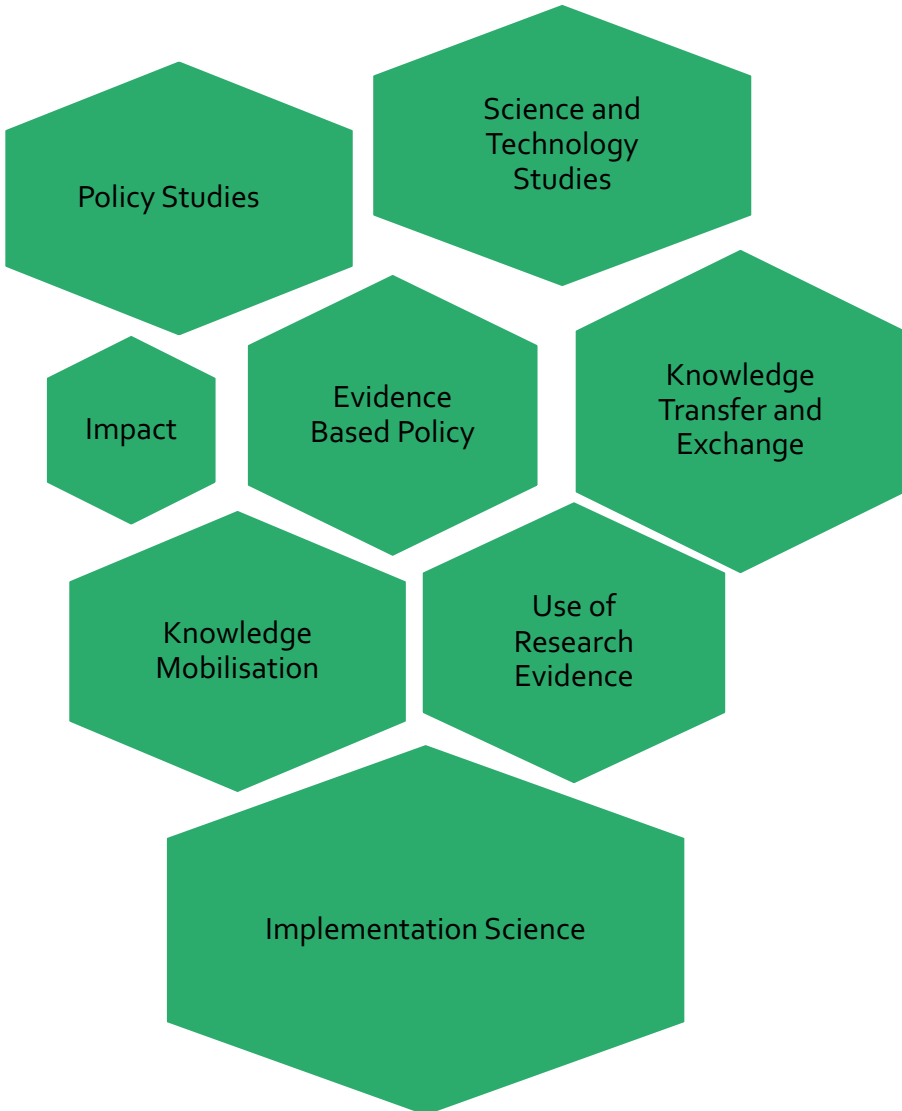 Science and
Technology
Studies
Policy Studies
Knowledge
Transfer and
Exchange
Evidence
Based Policy
Impact
Use of
Research
Evidence
Knowledge
Mobilisation
Implementation Science